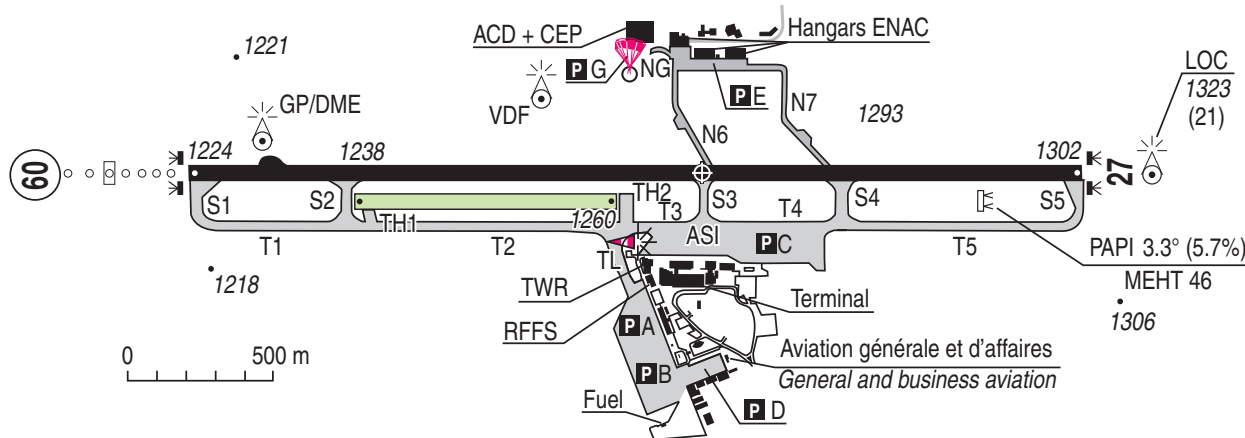 1221
ACD + CEP
Hangars ENAC
P G
NG
LOC
1323
(21)
GP/DME
VDF
P E
N7
1293
N6
1224
1238
1302
09
27
S1
S2
TH2
S3
S4
S5
TH1
1260
T3
T4
T1
T2
ASI
P C
T5
TL
PAPI 3.3° (5.7%)
MEHT 46
1218
TWR
Terminal
1306
RFFS
P A
0 500 m
Aviation générale et d'affaires
General and business aviation
P B
Fuel
P D